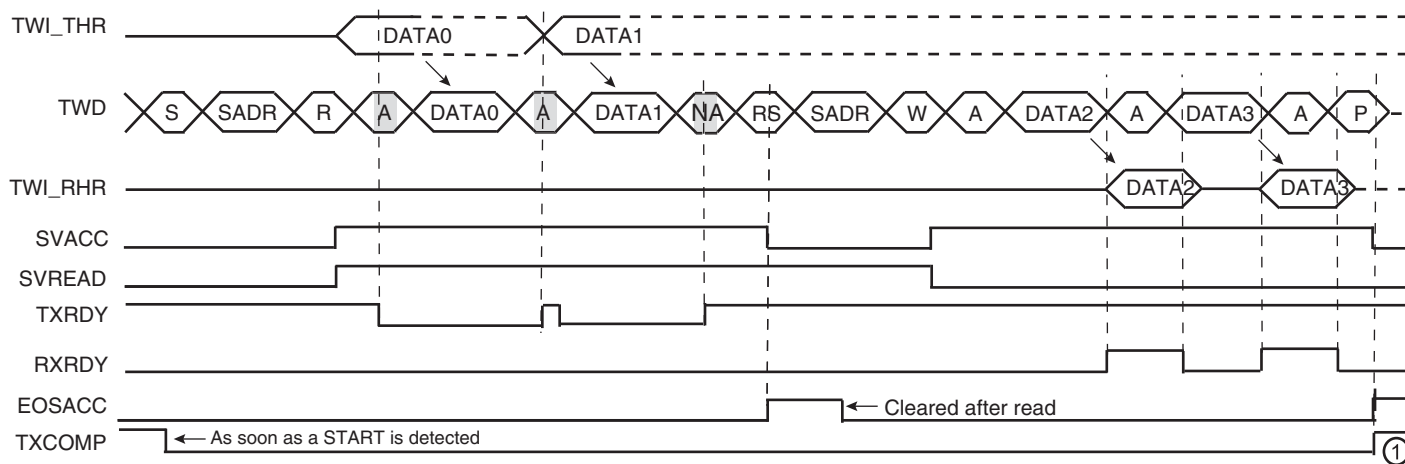 TWI_THR DATA0 DATA1
TWD S SADR R A DATA0 A DATA1 NA RS SADR W A DATA2 A DATA3 A P
TWI_RHR DATA2 DATA3
SVACC
SVREAD
TXRDY
RXRDY
EOSACC Cleared after read
TXCOMP As soon as a START is detected 1